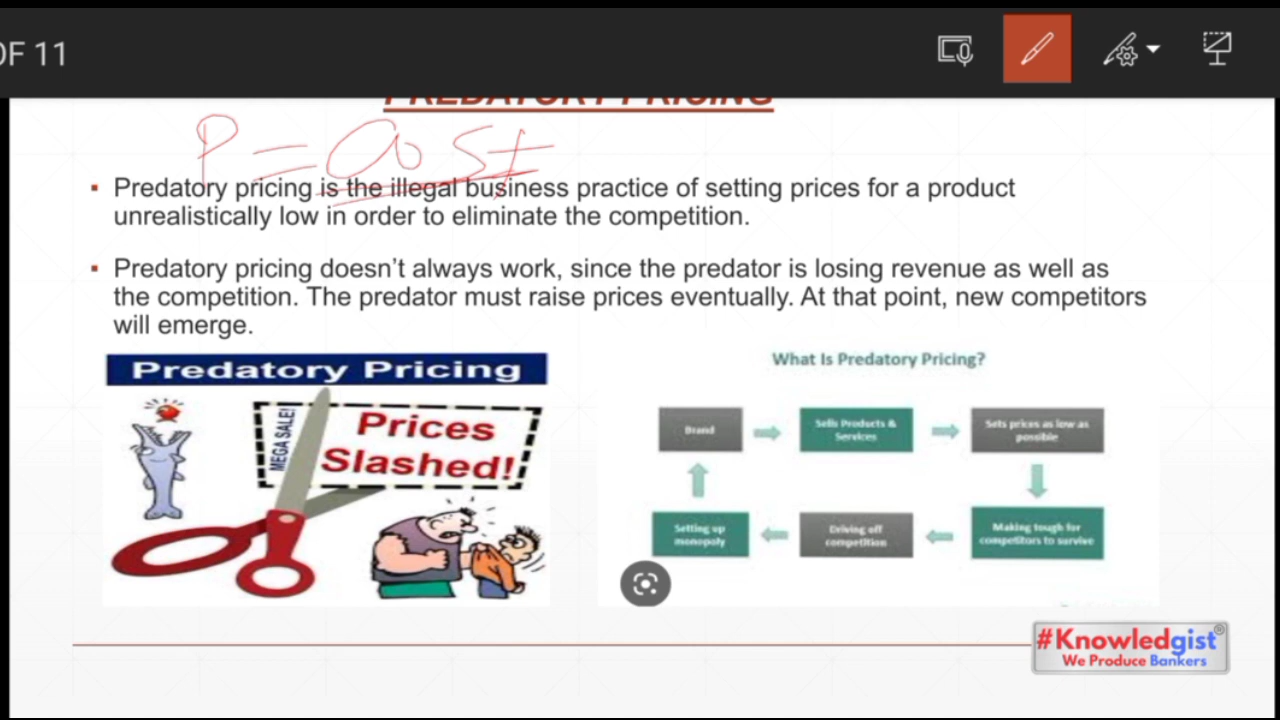 OF 11
PREDATORY PRICING
P = Cost
▪ Predatory pricing is the illegal business practice of setting prices for a product
unrealistically low in order to eliminate the competition.
▪ Predatory pricing doesn't always work, since the predator is losing revenue as well as
the competition. The predator must raise prices eventually. At that point, new competitors
will emerge.
Predatory Pricing
MEGA SALE!
Prices
Slashed!
What Is Predatory Pricing?
Brand
Sells Products &
Services
Sets prices as low as
possible
Setting up
monopoly
Driving off
competition
Making tough for
competitors to survive
#Knowledgist®
We Produce Bankers